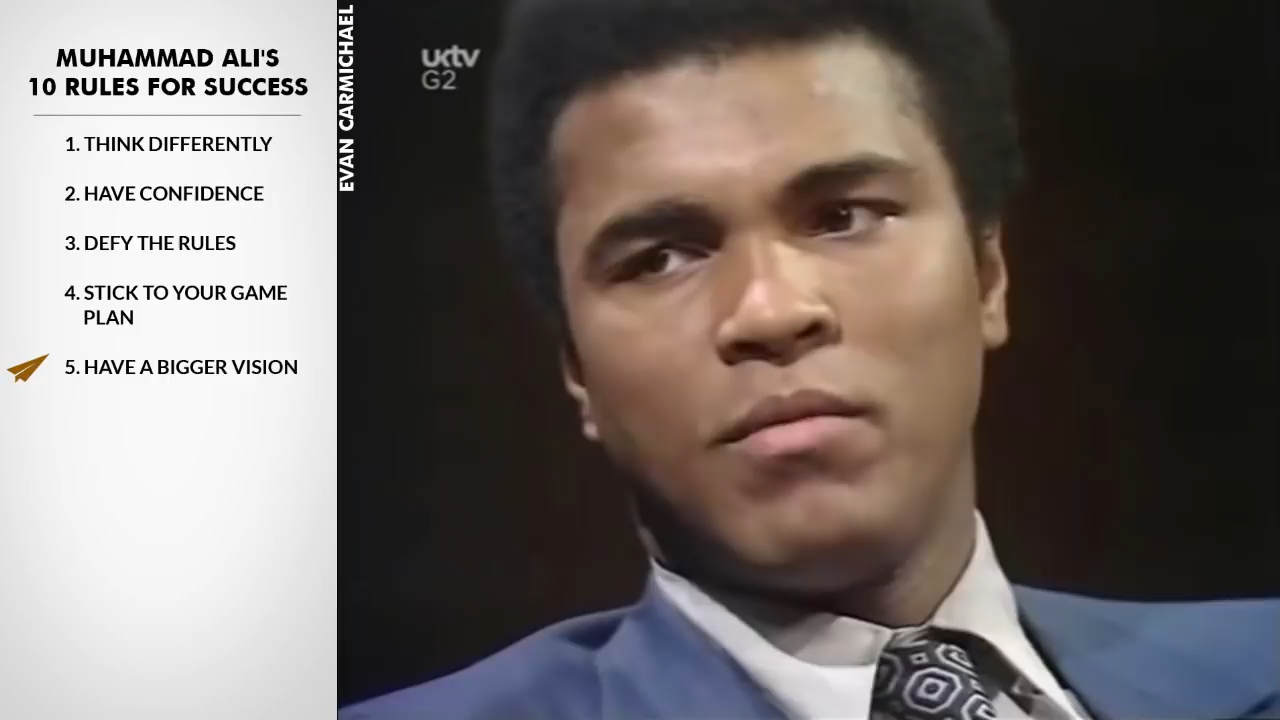 MUHAMMAD ALI'S
10 RULES FOR SUCCESS
1. THINK DIFFERENTLY
2. HAVE CONFIDENCE
3. DEFY THE RULES
4. STICK TO YOUR GAME
PLAN
5. HAVE A BIGGER VISION
EVAN CARMICHAEL
uktv
G2